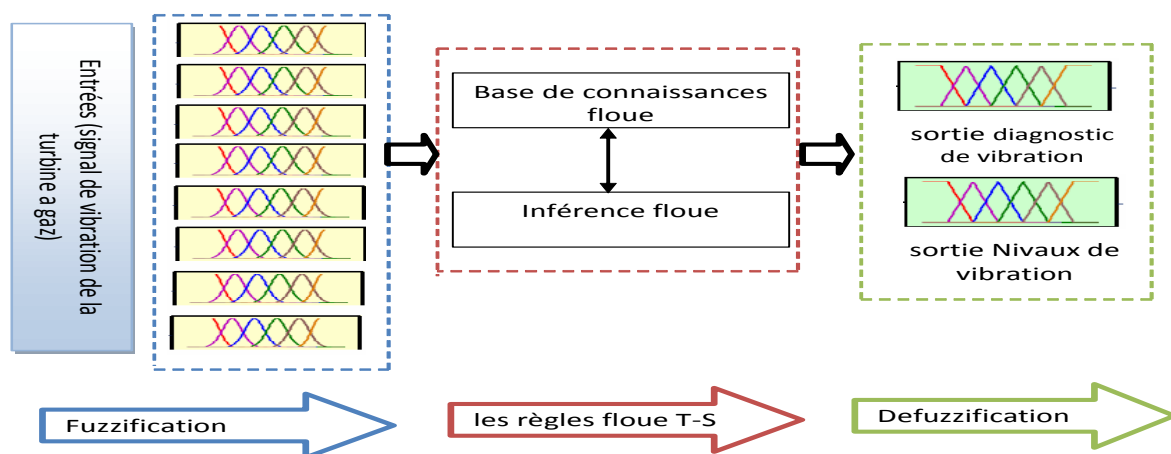 Entrées (signal de vibration de la
turbine a gaz)
Base de connaissances
floue
Inférence floue
sortie diagnostic
de vibration
sortie Nivaux de
vibration
Fuzzification
les règles floue T-S
Defuzzification